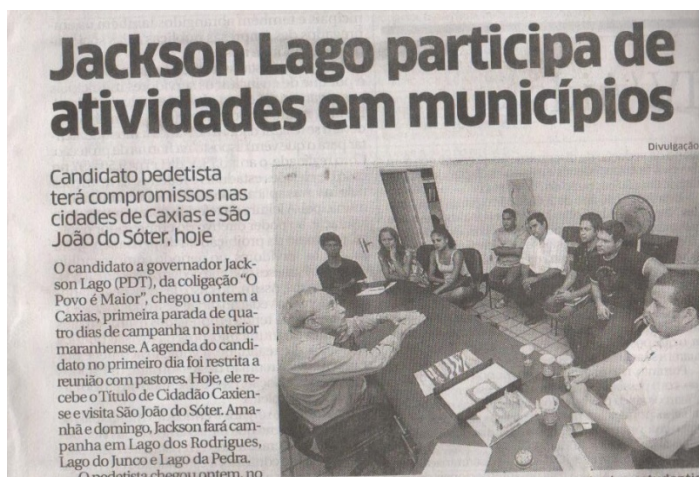 Jackson Lago participa de
atividades em municípios
Divulgação
Candidato pedetista
terá compromissos nas
cidades de Caxias e São
João do Sóter, hoje
O candidato a governador Jack-
son Lago (PDT), da coligação "O
Povo é Maior", chegou ontem a
Caxias, primeira parada de qua-
tro dias de campanha no interior
maranhense. A agenda do candi-
dato no primeiro dia foi restrita a
reunião com pastores. Hoje, ele re-
cebe o Título de Cidadão Caxien-
se e visita São João do Sóter. Ama-
nhã e domingo, Jackson fará cam-
panha em Lago dos Rodrigues,
Lago do Junco e Lago da Pedra.
O pedetista chegou ontem, no